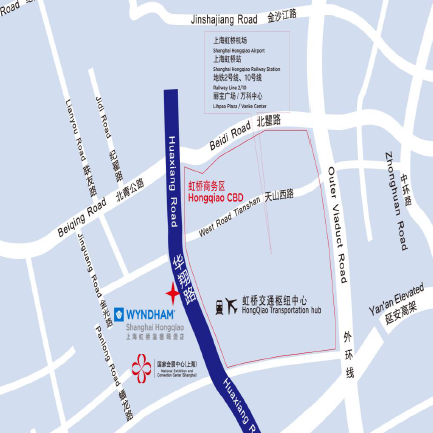 Jinshajiang Road 金沙江路
上海虹桥机场
Shanghai Hongqiao Airport
上海虹桥站
Shanghai Hongqiao Railway Station
地铁2号线、10号线
Railway Line 2/10
丽宝广场/万科中心
Lihpao Plaza / Vanke Center
Lianyou Road 联友路
Jidi Road 纪翟路
Huaxiang Road
Beidi Road 北翟路
虹桥商务区
Hongqiao CBD
West Road Tianshan 天山西路
Outer Viaduct Road
外环线
Zhonghuan Road 中环路
Beiqing Road 北青公路
Jinguang Road 金光路
华翔路
Yan'an Elevated
延安高架
虹桥交通枢纽中心
HongQiao Transportation hub
WYNDHAM
Shanghai Hongqiao
国家会展中心(上海)
National Exhibition and
Convention Center (Shanghai)
Panlong Road 蟠龙路
Huaxiang R